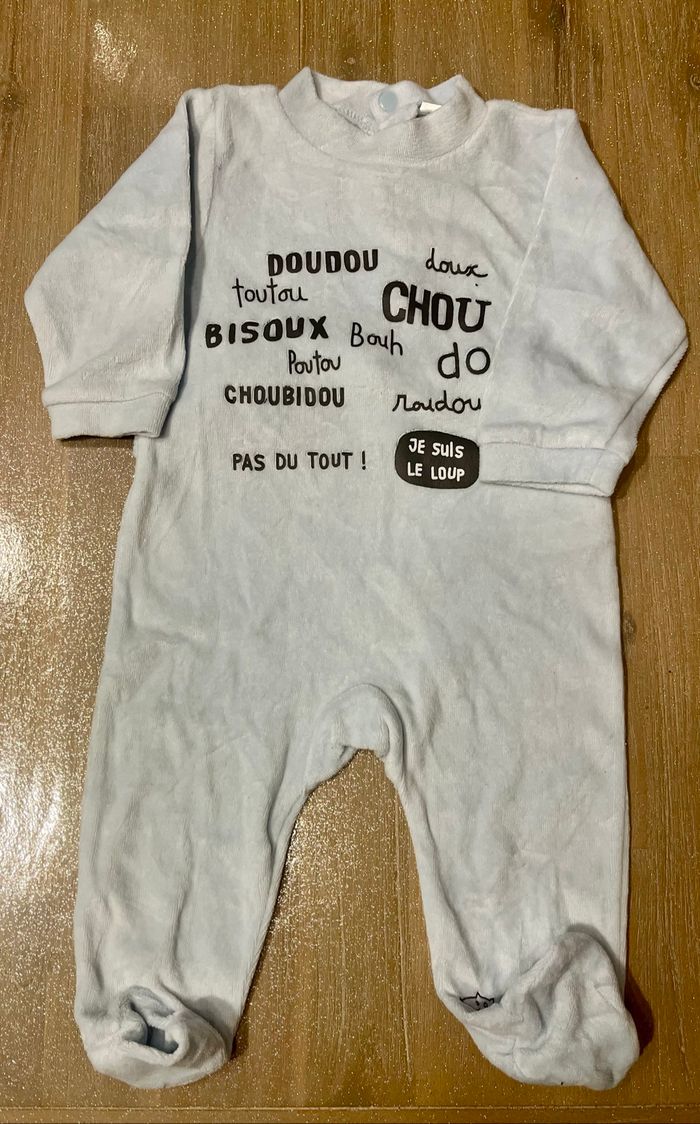 DOUDOU doux
toutou CHOU
BISOUX Bouh
Poutou do
CHOUBIDOU roudou
PAS DU TOUT !
JE suis
LE LOUP